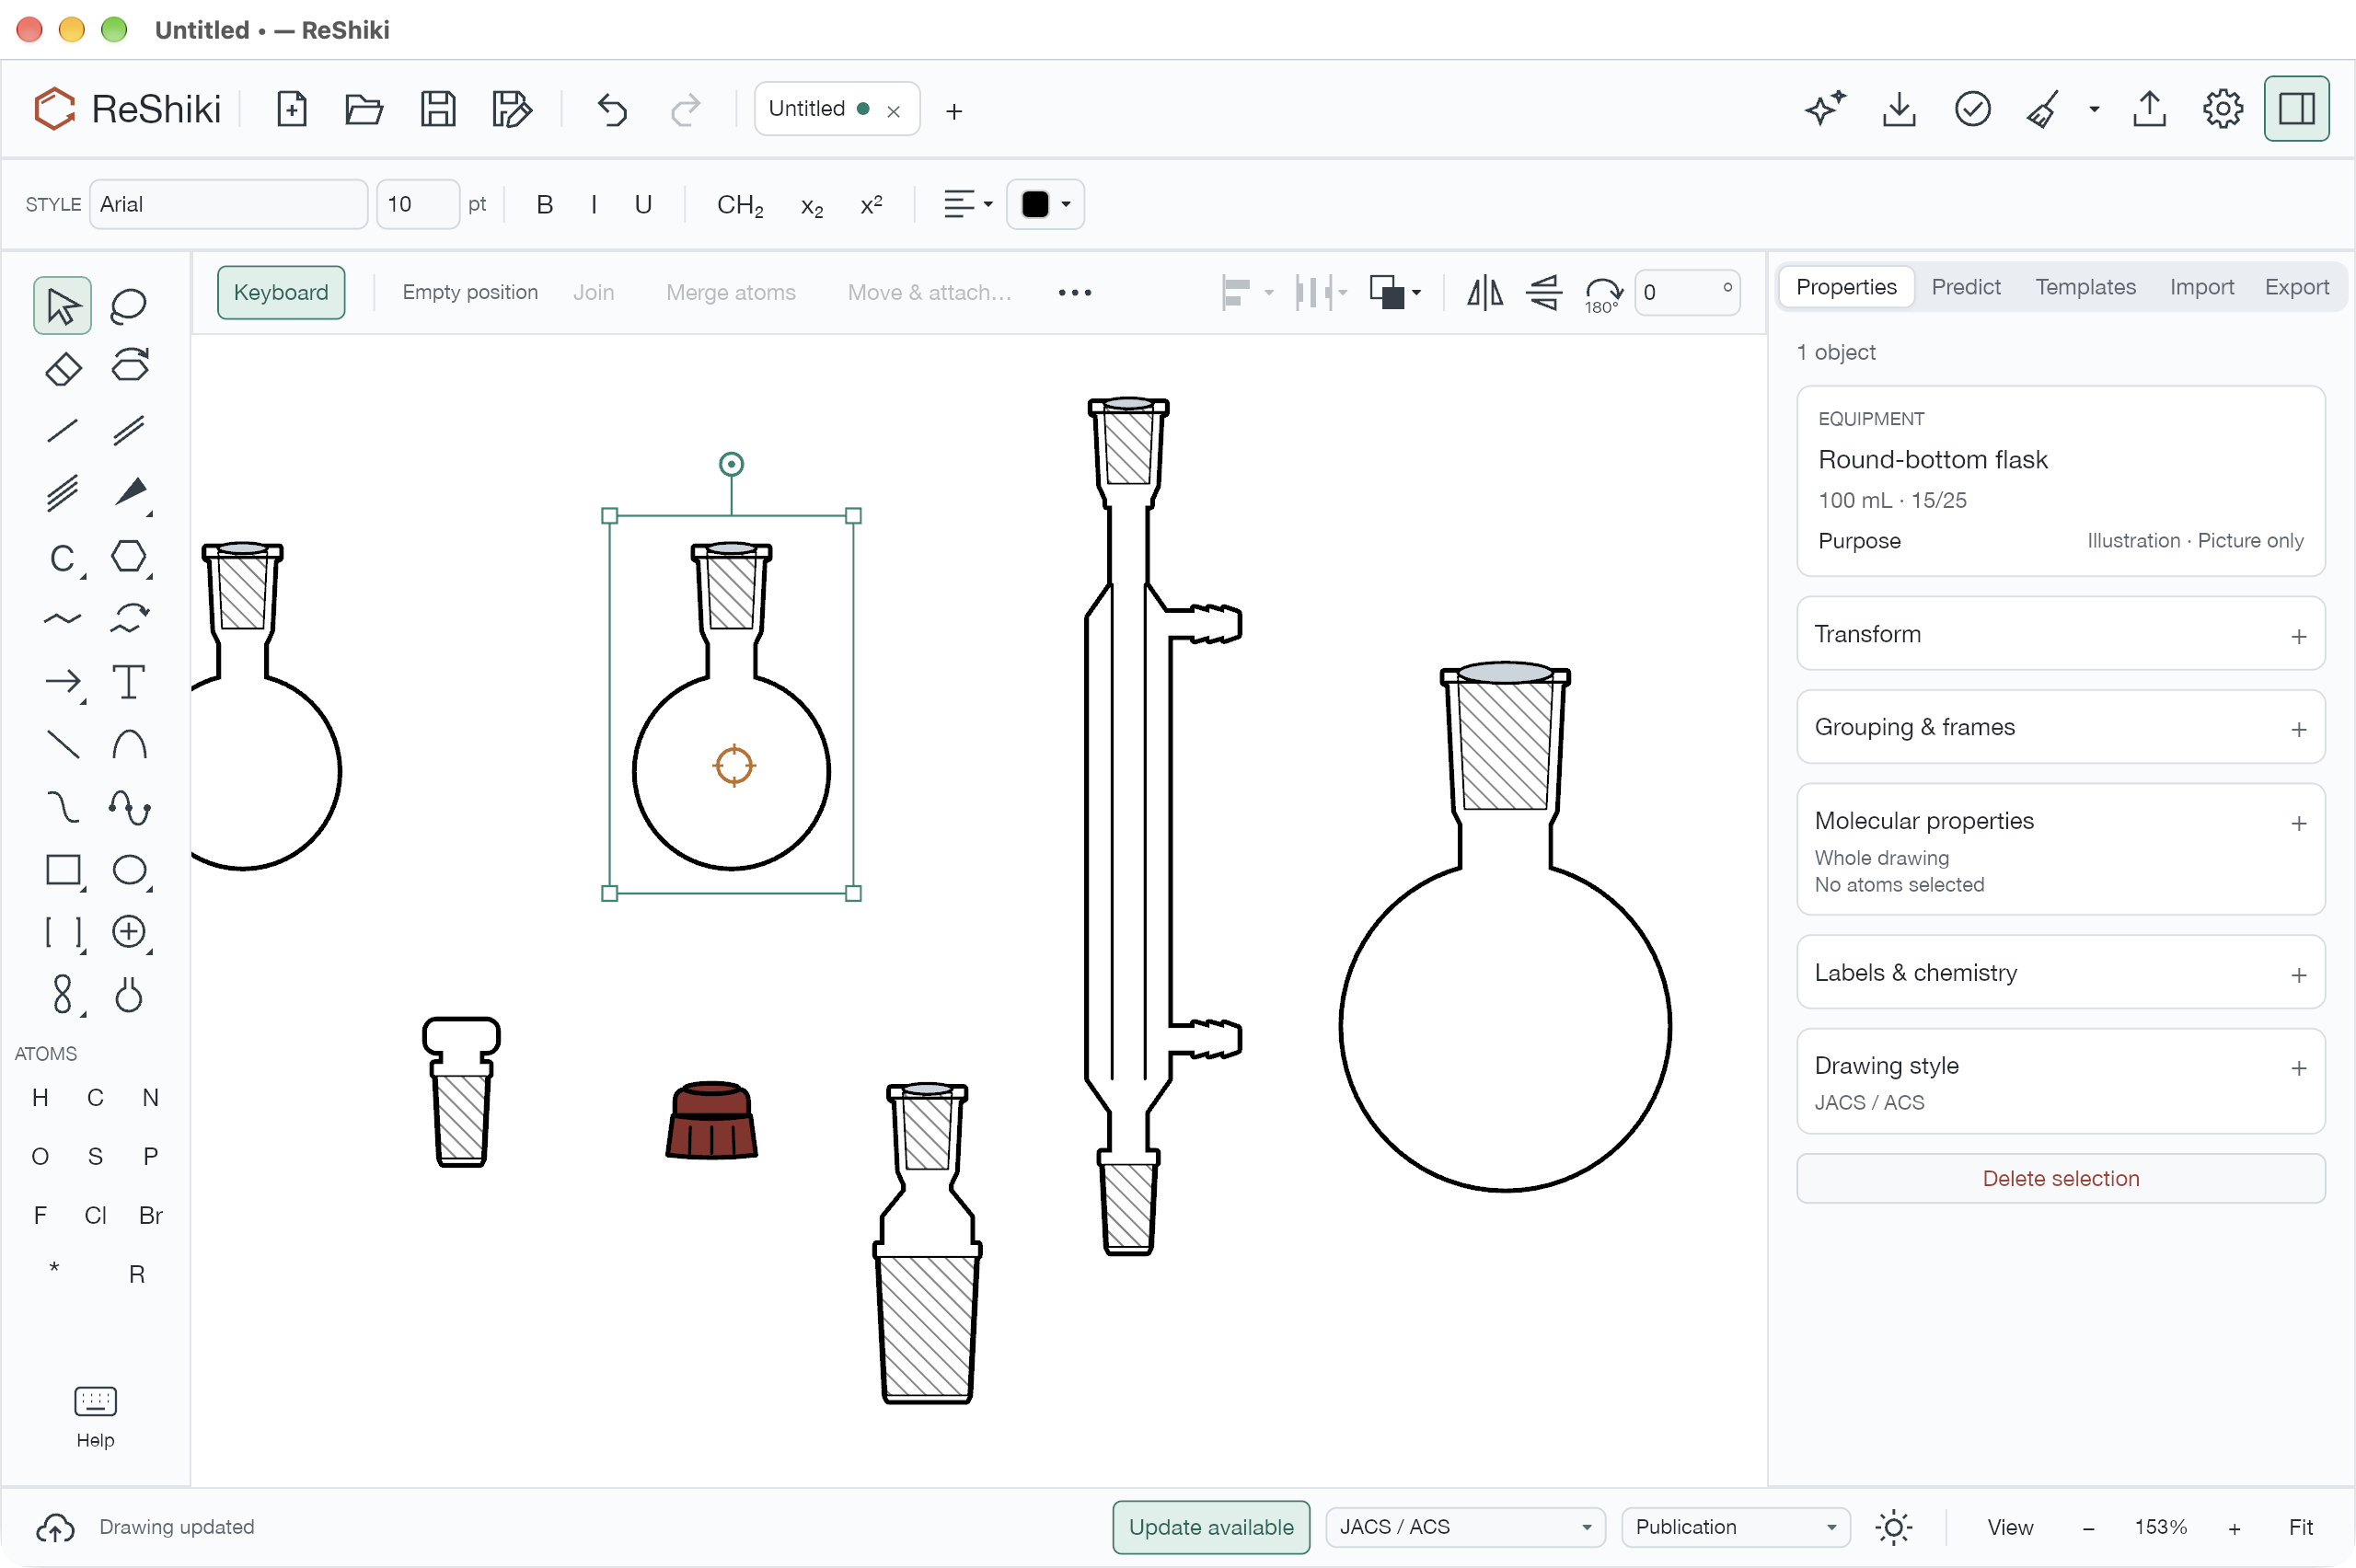 Untitled • — ReShiki
ReShiki
Untitled
STYLE Arial 10 pt B I U CH₂ x₂ x²
Keyboard Empty position Join Merge atoms Move & attach... 180° 0 °
Properties Predict Templates Import Export
1 object
EQUIPMENT
Round-bottom flask
100 mL · 15/25
Purpose Illustration · Picture only
Transform +
Grouping & frames +
Molecular properties +
Whole drawing
No atoms selected
Labels & chemistry +
Drawing style +
JACS / ACS
Delete selection
C
T
[ ]
ATOMS
H C N
O S P
F Cl Br
* R
Help
Drawing updated
Update available JACS / ACS Publication View − 153% + Fit